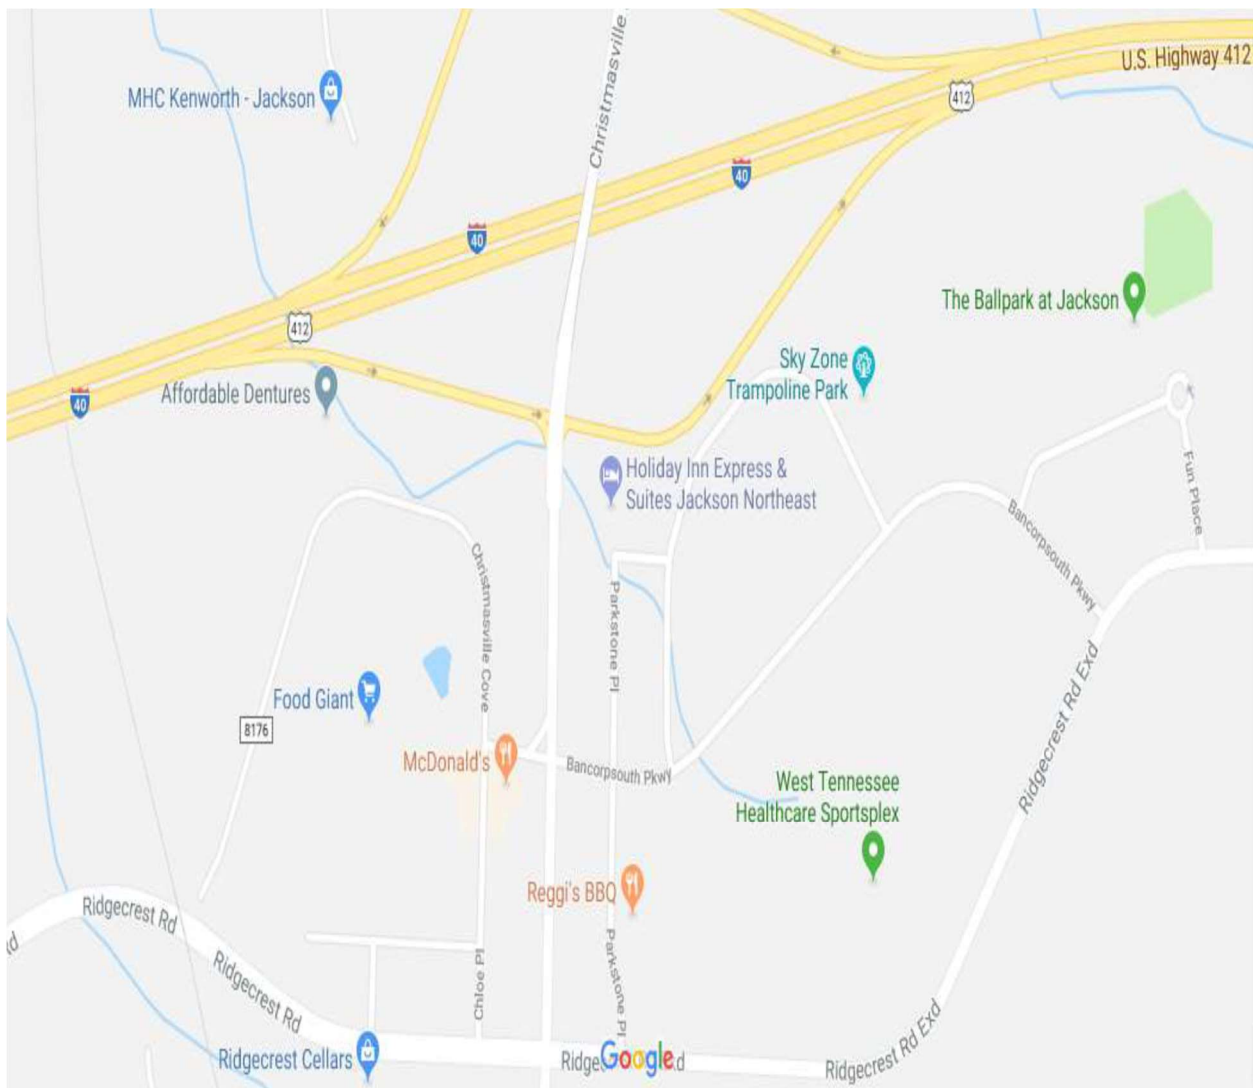 Christmasville
U.S. Highway 412
MHC Kenworth - Jackson
412
40
40
The Ballpark at Jackson
412
Sky Zone
Trampoline Park
Affordable Dentures
40
Holiday Inn Express &
Suites Jackson Northeast
Fun Place
Bancorpsouth Pkwy
Christmasville Cove
Parkstone Pl
Food Giant
8176
McDonald's
Bancorpsouth Pkwy
Ridgecrest Rd Exd
West Tennessee
Healthcare Sportsplex
Reggi's BBQ
Ridgecrest Rd
Parkstone Pl
Chloe Pl
Ridgecrest Rd
Ridgecrest Rd Exd
Ridgecrest Cellars
Google